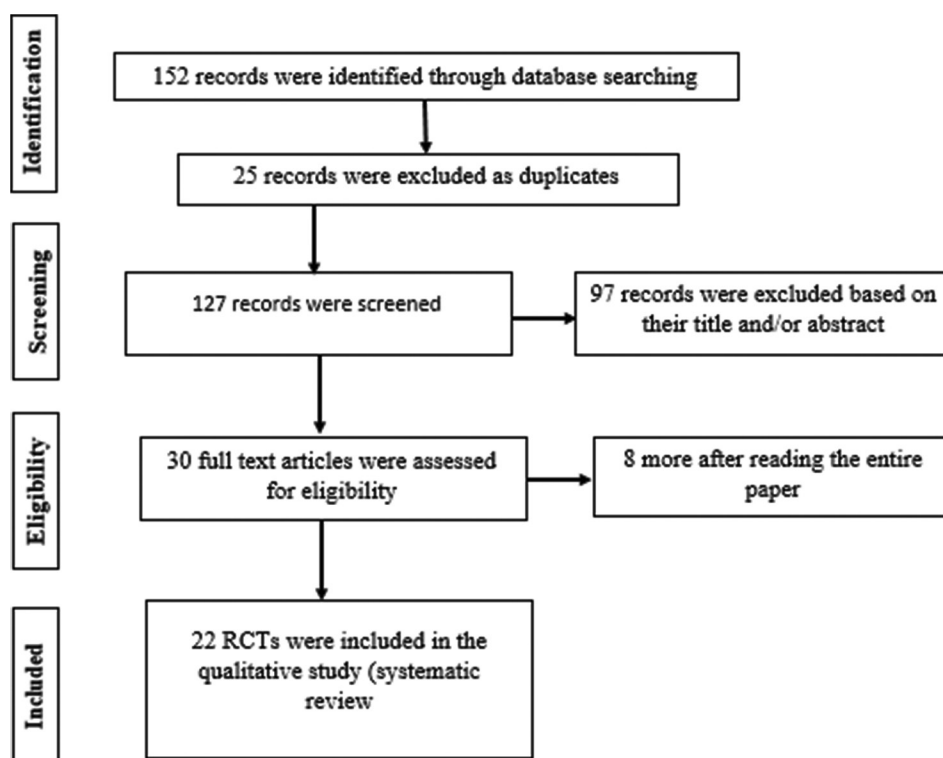 Identification
152 records were identified through database searching
25 records were excluded as duplicates
Screening
127 records were screened
97 records were excluded based on
their title and/or abstract
Eligibility
30 full text articles were assessed
for eligibility
8 more after reading the entire
paper
Included
22 RCTs were included in the
qualitative study (systematic
review